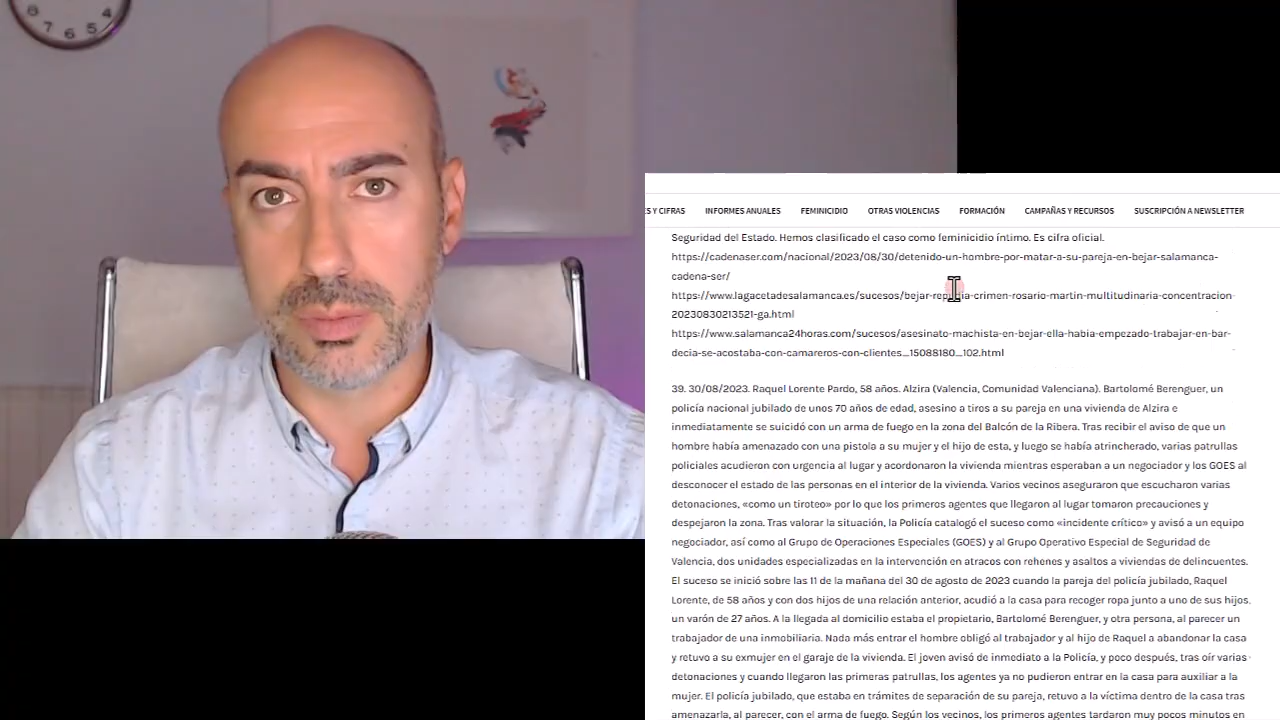 8
7
6
5
4
S Y CIFRAS INFORMES ANUALES FEMINICIDIO OTRAS VIOLENCIAS FORMACIÓN CAMPAÑAS Y RECURSOS SUSCRIPCIÓN A NEWSLETTER
Seguridad del Estado. Hemos clasificado el caso como feminicidio íntimo. Es cifra oficial.
https://cadenaser.com/nacional/2023/08/30/detenido-un-hombre-por-matar-a-su-pareja-en-bejar-salamanca-
cadena-ser/
https://www.lagacetadesalamanca.es/sucesos/bejar-repudia-crimen-rosario-martin-multitudinaria-concentracion-
20230830213521-ga.html
https://www.salamanca24horas.com/sucesos/asesinato-machista-en-bejar-ella-habia-empezado-trabajar-en-bar-
decia-se-acostaba-con-camareros-con-clientes_15088180_102.html
39. 30/08/2023. Raquel Lorente Pardo, 58 años. Alzira (Valencia, Comunidad Valenciana). Bartolomé Berenguer, un
policía nacional jubilado de unos 70 años de edad, asesino a tiros a su pareja en una vivienda de Alzira e
inmediatamente se suicidó con un arma de fuego en la zona del Balcón de la Ribera. Tras recibir el aviso de que un
hombre había amenazado con una pistola a su mujer y el hijo de esta, y luego se había atrincherado, varias patrullas
policiales acudieron con urgencia al lugar y acordonaron la vivienda mientras esperaban a un negociador y los GOES al
desconocer el estado de las personas en el interior de la vivienda. Varios vecinos aseguraron que escucharon varias
detonaciones, «como un tiroteo» por lo que los primeros agentes que llegaron al lugar tomaron precauciones y
despejaron la zona. Tras valorar la situación, la Policía catalogó el suceso como «incidente crítico» y avisó a un equipo
negociador, así como al Grupo de Operaciones Especiales (GOES) y al Grupo Operativo Especial de Seguridad de
Valencia, dos unidades especializadas en la intervención en atracos con rehenes y asaltos a viviendas de delincuentes.
El suceso se inició sobre las 11 de la mañana del 30 de agosto de 2023 cuando la pareja del policía jubilado, Raquel
Lorente, de 58 años y con dos hijos de una relación anterior, acudió a la casa para recoger ropa junto a uno de sus hijos,
un varón de 27 años. A la llegada al domicilio estaba el propietario, Bartolomé Berenguer, y otra persona, al parecer un
trabajador de una inmobiliaria. Nada más entrar el hombre obligó al trabajador y al hijo de Raquel a abandonar la casa
y retuvo a su exmujer en el garaje de la vivienda. El joven avisó de inmediato a la Policía, y poco después, tras oír varias
detonaciones y cuando llegaron las primeras patrullas, los agentes ya no pudieron entrar en la casa para auxiliar a la
mujer. El policía jubilado, que estaba en trámites de separación de su pareja, retuvo a la víctima dentro de la casa tras
amenazarla, al parecer, con el arma de fuego. Según los vecinos, los primeros agentes tardaron muy pocos minutos en